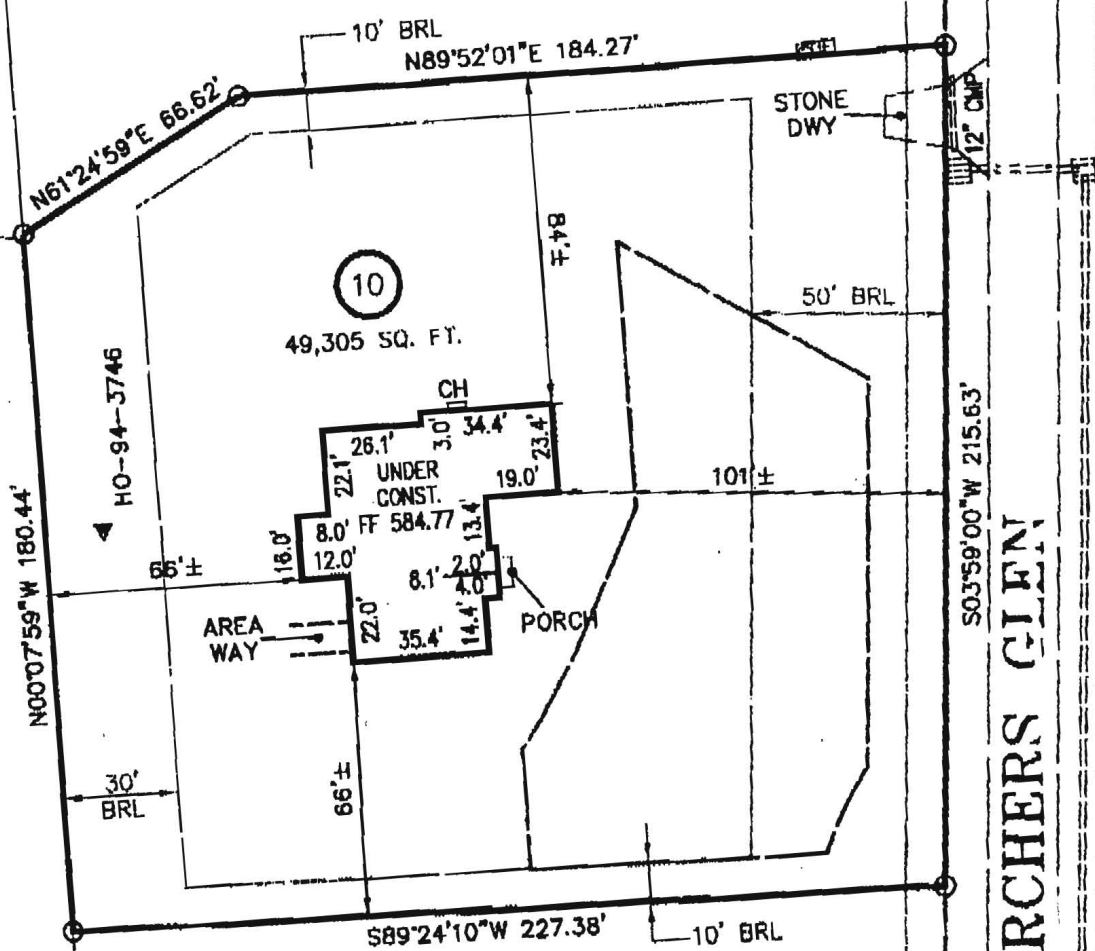 10' BRL
N89°52'01"E 184.27'
N61°24'59"E 66.62'
STONE
DWY
12" CMP
84'±
10
49,305 SQ. FT.
50' BRL
HO-94-3746
CH
26.1'
3.0'
34.4'
23.4'
22.1'
UNDER
CONST.
FF 584.77
19.0'
101'±
13.4'
8.0'
12.0'
16.0'
2.0'
8.1'
4.0'
66'±
AREA
WAY
22.0'
35.4'
14.4'
PORCH
N00°07'59"W 180.44'
S03°59'00"W 215.63'
RCHERS GLEN
30'
BRL
66'±
S89°24'10"W 227.38'
10' BRL